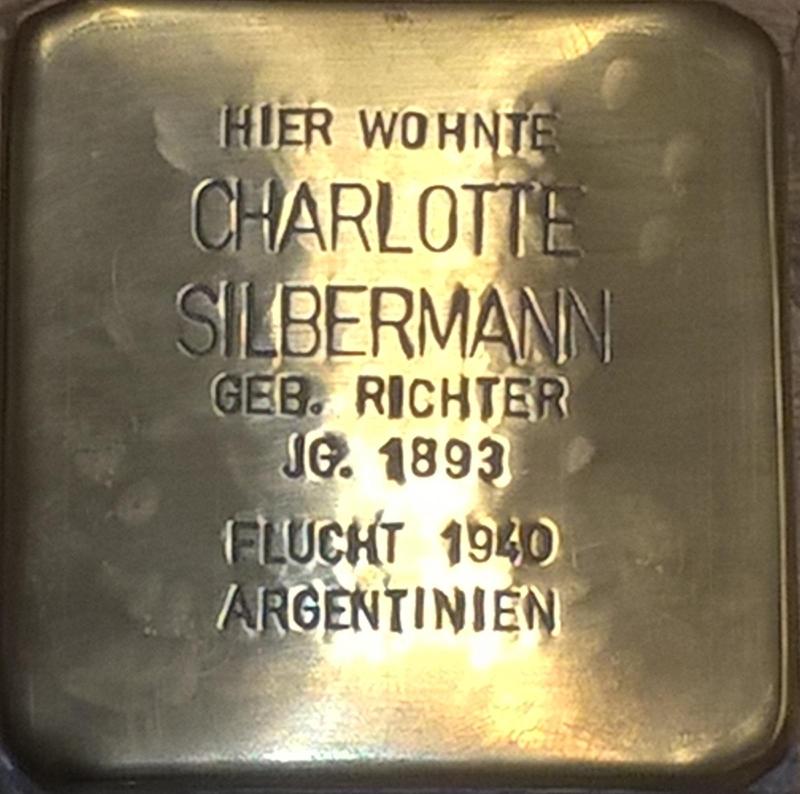 HIER WOHNTE
CHARLOTTE
SILBERMANN
GEB. RICHTER
JG. 1893
FLUCHT 1940
ARGENTINIEN